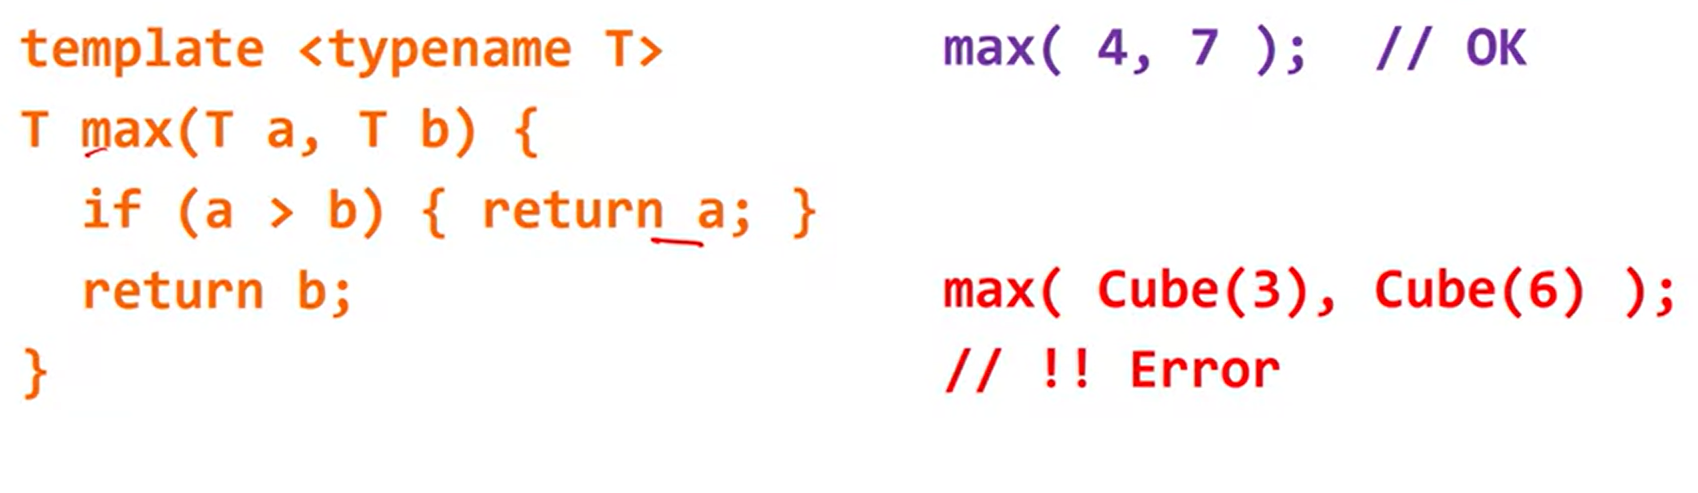 template <typename T>
T max(T a, T b) {
  if (a > b) { return a; }
  return b;
}
max( 4, 7 );  // OK
max( Cube(3), Cube(6) );
// !! Error